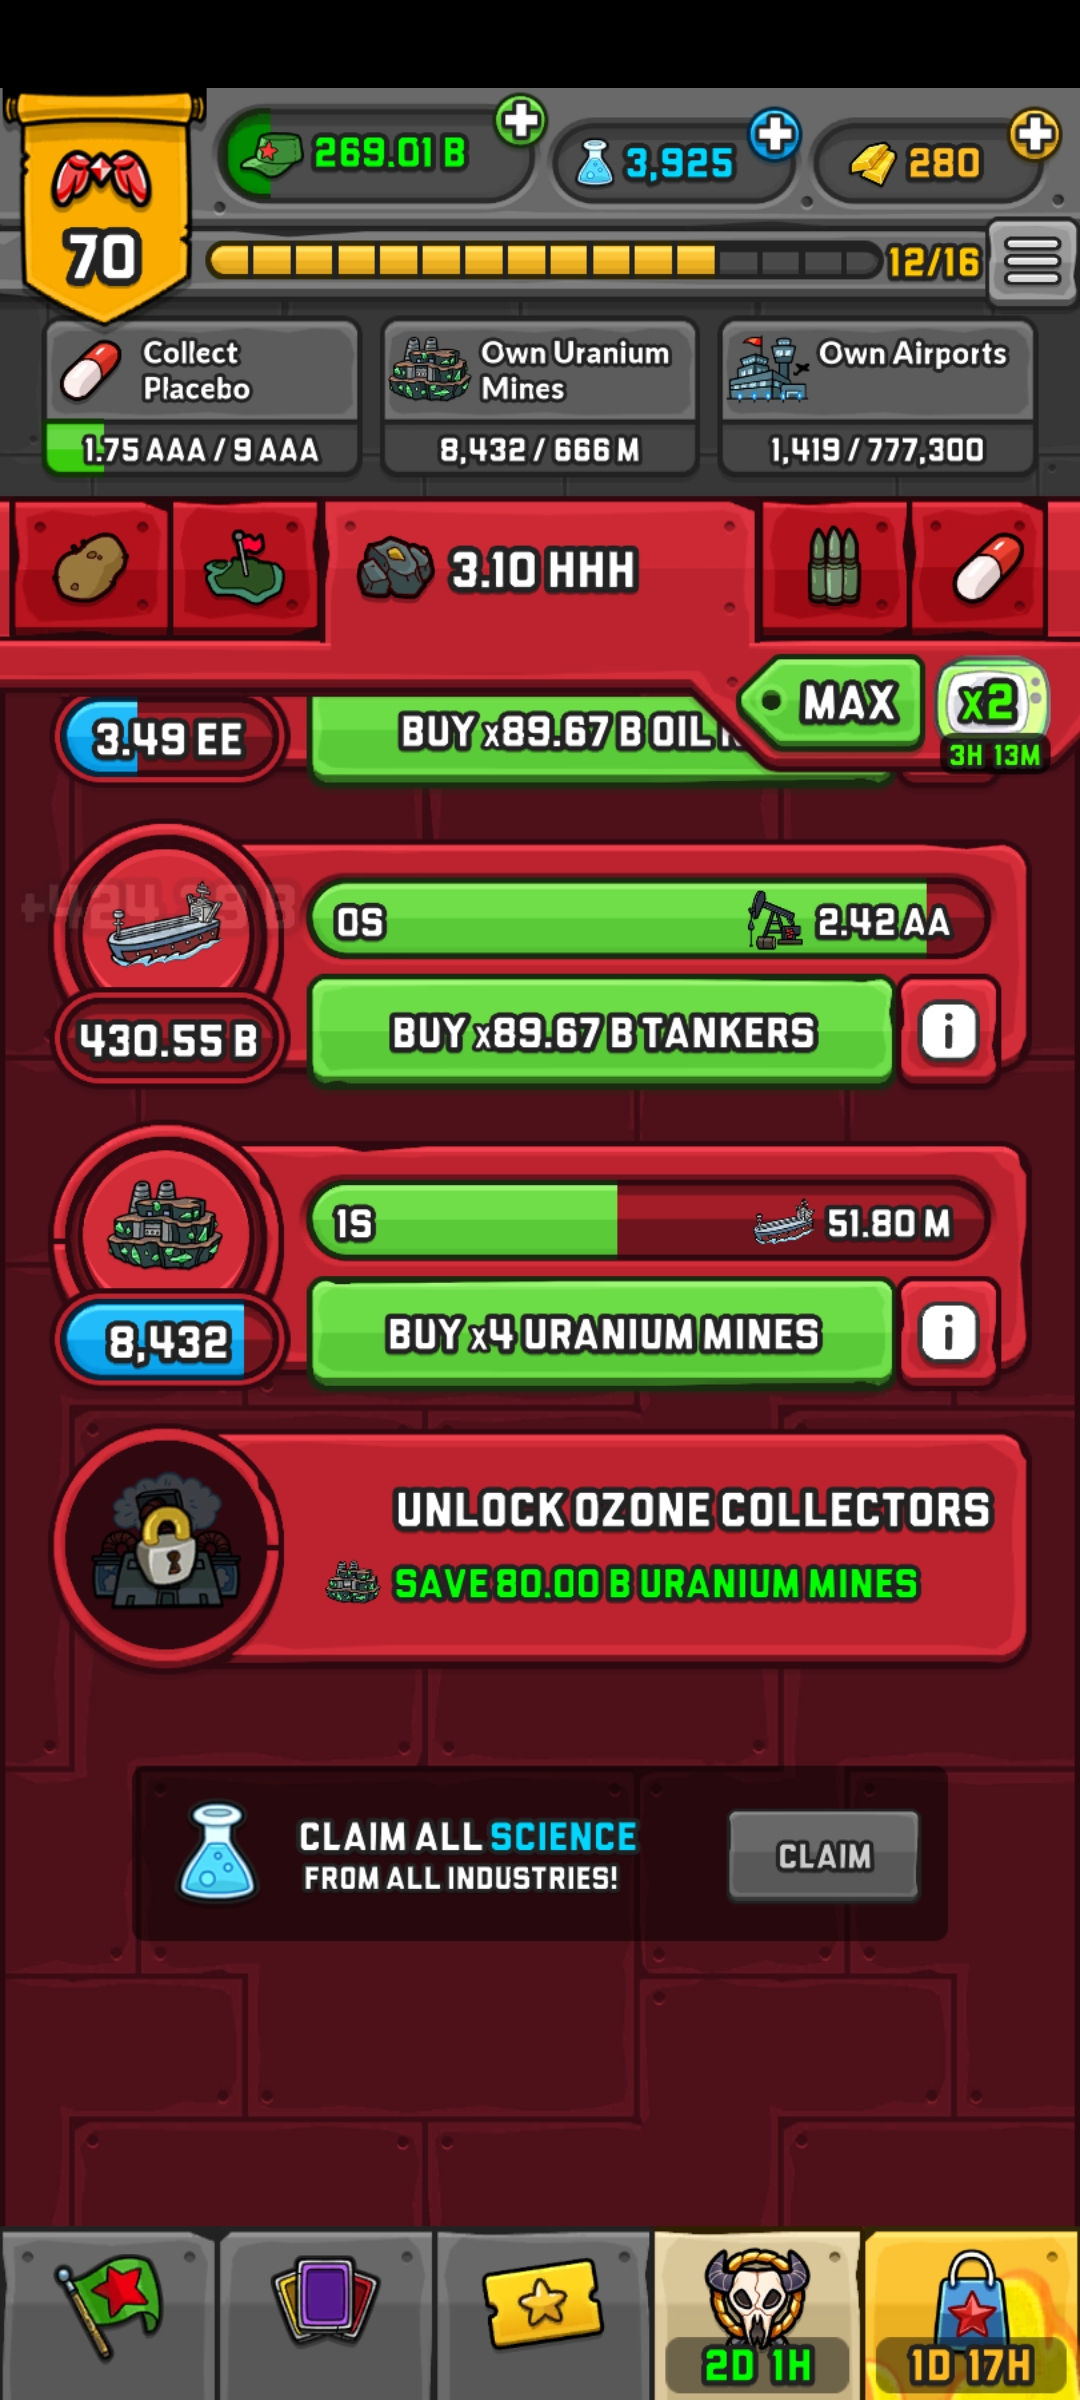 70
269.01 B
3,925
280
12/16
Collect
Placebo
1.75 AAA / 9 AAA
Own Uranium
Mines
8,432 / 666 M
Own Airports
1,419 / 777,300
3.10 HHH
MAX
x2
3H 13M
3.49 EE
BUY x89.67 B OIL
0S
2.42 AA
430.55 B
BUY x89.67 B TANKERS
i
1S
51.80 M
8,432
BUY x4 URANIUM MINES
i
UNLOCK OZONE COLLECTORS
SAVE 80.00 B URANIUM MINES
CLAIM ALL SCIENCE
FROM ALL INDUSTRIES!
CLAIM
2D 1H
1D 17H